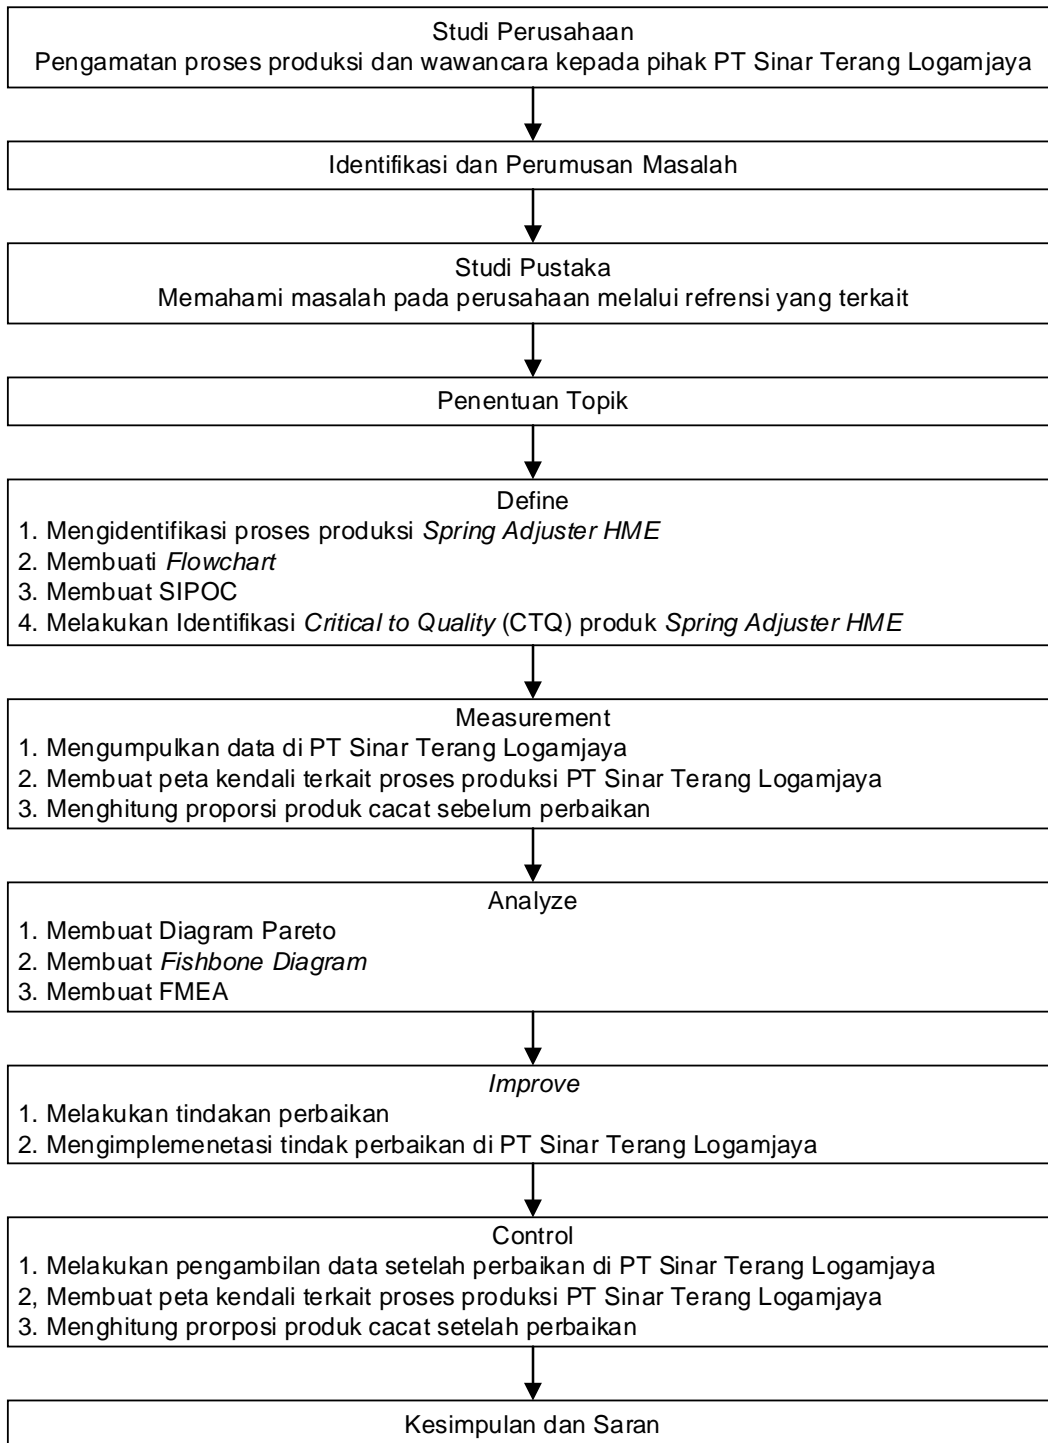 Studi Perusahaan
Pengamatan proses produksi dan wawancara kepada pihak PT Sinar Terang Logamjaya
Identifikasi dan Perumusan Masalah
Studi Pustaka
Memahami masalah pada perusahaan melalui refrensi yang terkait
Penentuan Topik
Define
1. Mengidentifikasi proses produksi Spring Adjuster HME
2. Membuati Flowchart
3. Membuat SIPOC
4. Melakukan Identifikasi Critical to Quality (CTQ) produk Spring Adjuster HME
Measurement
1. Mengumpulkan data di PT Sinar Terang Logamjaya
2. Membuat peta kendali terkait proses produksi PT Sinar Terang Logamjaya
3. Menghitung proporsi produk cacat sebelum perbaikan
Analyze
1. Membuat Diagram Pareto
2. Membuat Fishbone Diagram
3. Membuat FMEA
Improve
1. Melakukan tindakan perbaikan
2. Mengimplemenetasi tindak perbaikan di PT Sinar Terang Logamjaya
Control
1. Melakukan pengambilan data setelah perbaikan di PT Sinar Terang Logamjaya
2, Membuat peta kendali terkait proses produksi PT Sinar Terang Logamjaya
3. Menghitung prorposi produk cacat setelah perbaikan
Kesimpulan dan Saran